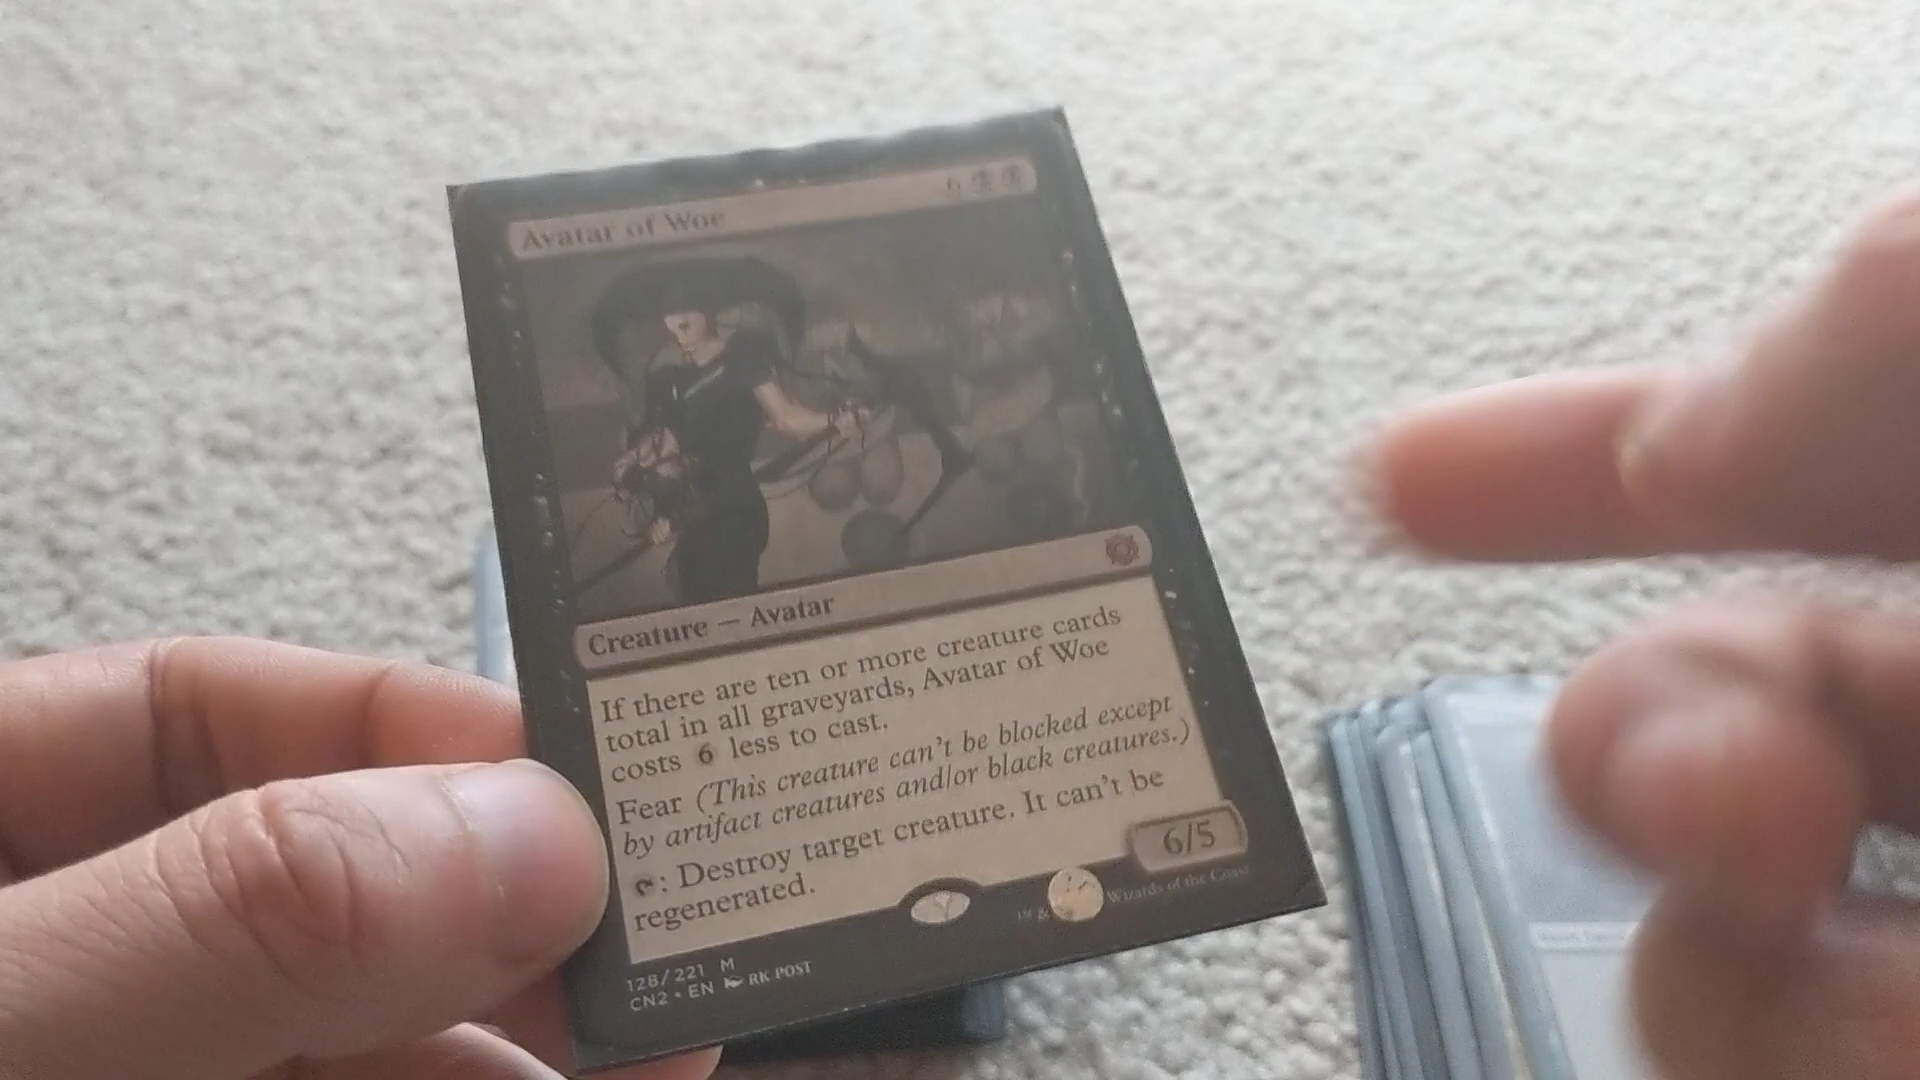 Avatar of Woe
6
Creature — Avatar
If there are ten or more creature cards
total in all graveyards, Avatar of Woe
costs 6 less to cast.
Fear (This creature can't be blocked except
by artifact creatures and/or black creatures.)
: Destroy target creature. It can't be
regenerated.
6/5
™ & Wizards of the Coast
128/221 M
CN2 • EN RK POST